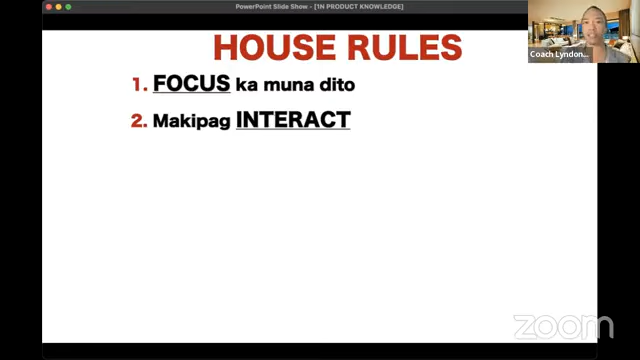 PowerPoint Slide Show - [1N PRODUCT KNOWLEDGE]
HOUSE RULES
1. FOCUS ka muna dito
2. Makipag INTERACT
Coach Lyndon...
zoom